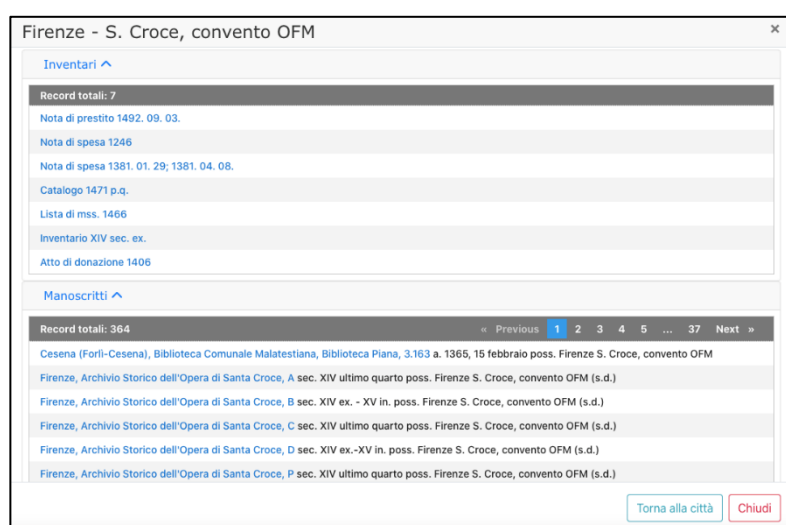 Firenze - S. Croce, convento OFM ×
Inventari
Record totali: 7
Nota di prestito 1492. 09. 03.
Nota di spesa 1246
Nota di spesa 1381. 01. 29; 1381. 04. 08.
Catalogo 1471 p.q.
Lista di mss. 1466
Inventario XIV sec. ex.
Atto di donazione 1406
Manoscritti
Record totali: 364 « Previous 1 2 3 4 5 ... 37 Next »
Cesena (Forlì-Cesena), Biblioteca Comunale Malatestiana, Biblioteca Piana, 3.163 a. 1365, 15 febbraio poss. Firenze S. Croce, convento OFM
Firenze, Archivio Storico dell'Opera di Santa Croce, A sec. XIV ultimo quarto poss. Firenze S. Croce, convento OFM (s.d.)
Firenze, Archivio Storico dell'Opera di Santa Croce, B sec. XIV ex. - XV in. poss. Firenze S. Croce, convento OFM (s.d.)
Firenze, Archivio Storico dell'Opera di Santa Croce, C sec. XIV ultimo quarto poss. Firenze S. Croce, convento OFM (s.d.)
Firenze, Archivio Storico dell'Opera di Santa Croce, D sec. XIV ex.-XV in. poss. Firenze S. Croce, convento OFM (s.d.)
Firenze, Archivio Storico dell'Opera di Santa Croce, P sec. XIV ultimo quarto poss. Firenze S. Croce, convento OFM (s.d.)
Torna alla città Chiudi